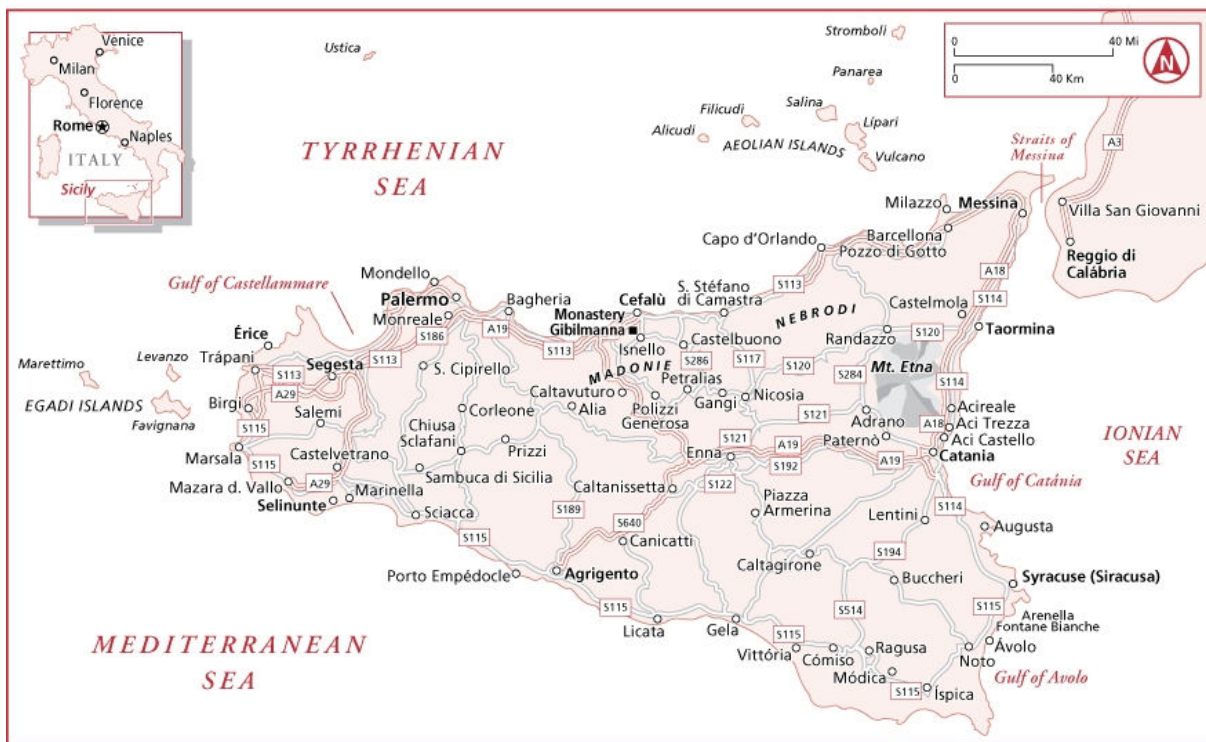 Venice
Milan
Florence
Rome
Naples
ITALY
Sicily
Ustica
TYRRHENIAN
SEA
Stromboli
Panarea
Salina
Filicudi
Lípari
Alicudi
AEOLIAN ISLANDS
Vulcano
0 40 Mi
0 40 Km
N
Straits of
Messina
A3
Milazzo
Messina
Villa San Giovanni
Barcellona
Pozzo di Gotto
Capo d'Orlando
Reggio di
Calábria
A18
S114
S113
Gulf of Castellammare
Mondello
Palermo
Monreale
Bagheria
Cefalù
S. Stéfano
di Camastra
Monastery
Gibilmanna
NEBRODI
Castelmola
Taormina
Randazzo
S120
Érice
Trápani
S186
A19
S113
Isnello
Castelbuono
S286
S117
S120
S284
Mt. Etna
S114
Marettimo
Levanzo
EGADI ISLANDS
Favignana
S113
S113
Segesta
A29
S. Cipirello
MADONIE
Petralias
Caltavuturo
Gangi
Nicosia
Birgi
Salemi
Corleone
Alia
Polizzi
Generosa
S121
Adrano
Acireale
Aci Trezza
Aci Castello
A18
S115
Chiusa
Sclafani
Prizzi
S121
A19
Paternò
Catania
Marsala
S115
Castelvetrano
Sambuca di Sicilia
Enna
S192
A19
IONIAN
SEA
Gulf of Catánia
Mazara d. Vallo
A29
Marinella
Selinunte
Caltanissetta
S122
Piazza
Armerina
Sciacca
S189
S640
Lentini
S114
Augusta
S115
Canicatti
Caltagirone
S194
Porto Empédocle
Agrigento
Buccheri
Syracuse (Siracusa)
S115
Licata
Gela
S514
S115
Arenella
Fontane Bianche
Ávolo
MEDITERRANEAN
SEA
S115
Vittória
Cómiso
Ragusa
Módica
Noto
S115
Íspica
Gulf of Avolo